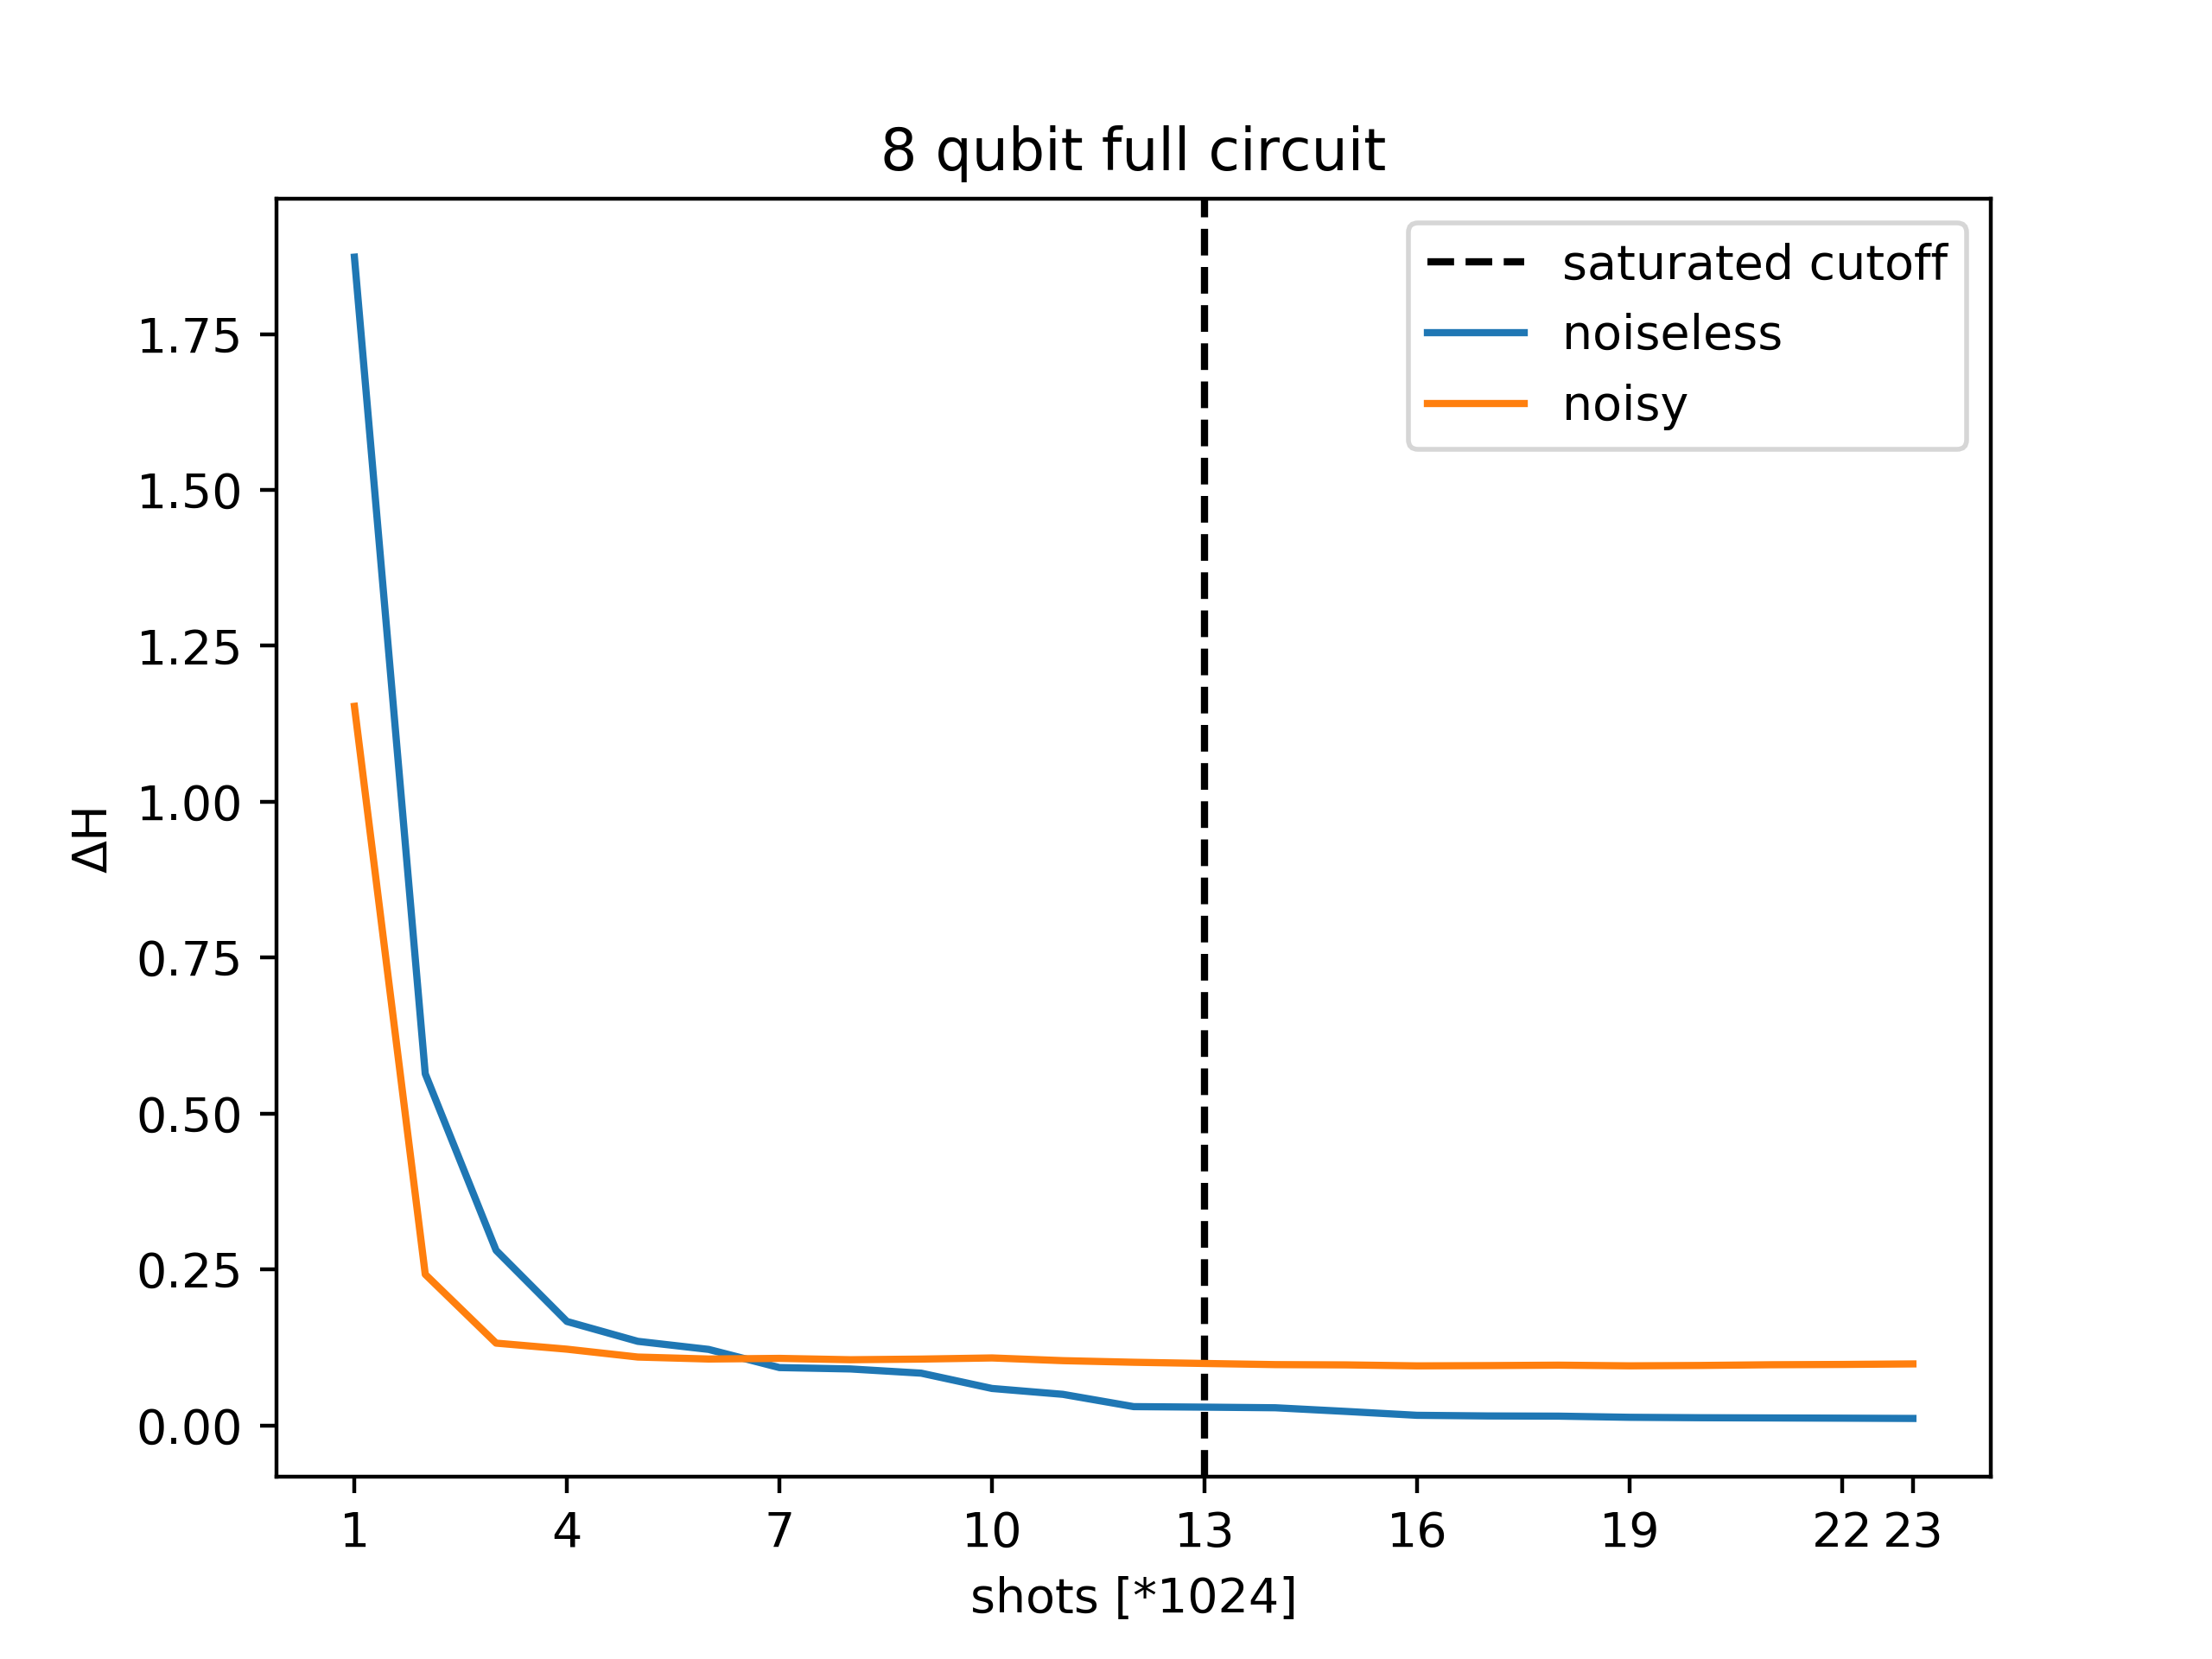 8 qubit full circuit
saturated cutoff
noiseless
noisy
ΔH
1.75
1.50
1.25
1.00
0.75
0.50
0.25
0.00
1 4 7 10 13 16 19 22 23
shots [*1024]